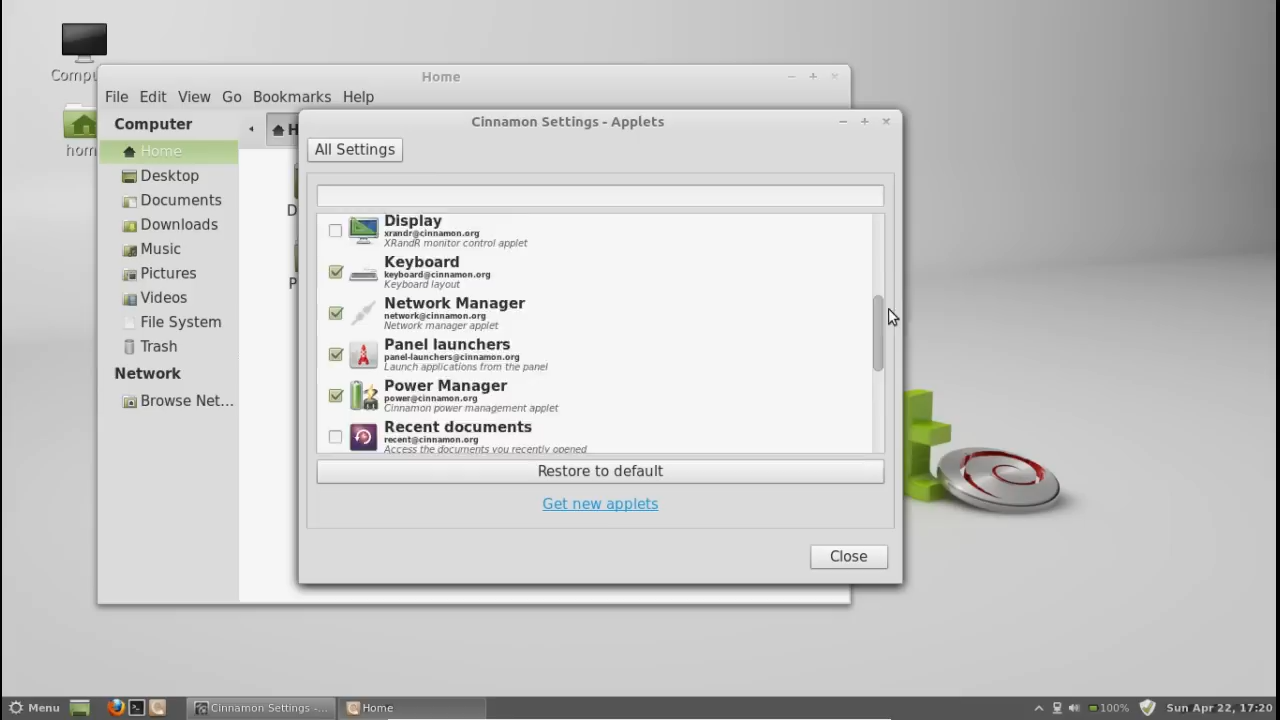 Compu
Home
File Edit View Go Bookmarks Help
Computer
Home
Desktop
Documents
Downloads
Music
Pictures
Videos
File System
Trash
Network
Browse Net...
hom
H
D
P
Cinnamon Settings - Applets
All Settings
Display
xrandr@cinnamon.org
XRandR monitor control applet
Keyboard
keyboard@cinnamon.org
Keyboard layout
Network Manager
network@cinnamon.org
Network manager applet
Panel launchers
panel-launchers@cinnamon.org
Launch applications from the panel
Power Manager
power@cinnamon.org
Cinnamon power management applet
Recent documents
recent@cinnamon.org
Access the documents you recently opened
Restore to default
Get new applets
Close
Menu Cinnamon Settings -... Home 100% Sun Apr 22, 17:20